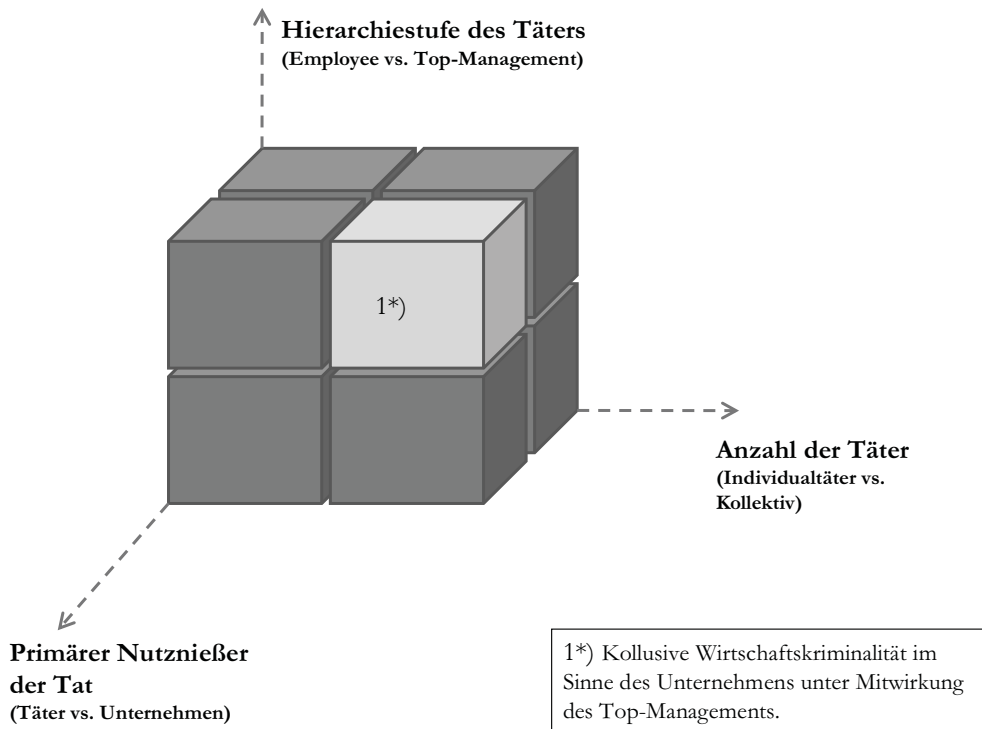 Hierarchiestufe des Täters
(Employee vs. Top-Management)
1*)
Anzahl der Täter
(Individualtäter vs.
Kollektiv)
Primärer Nutznießer
der Tat
(Täter vs. Unternehmen)
1*) Kollusive Wirtschaftskriminalität im
Sinne des Unternehmens unter Mitwirkung
des Top-Managements.